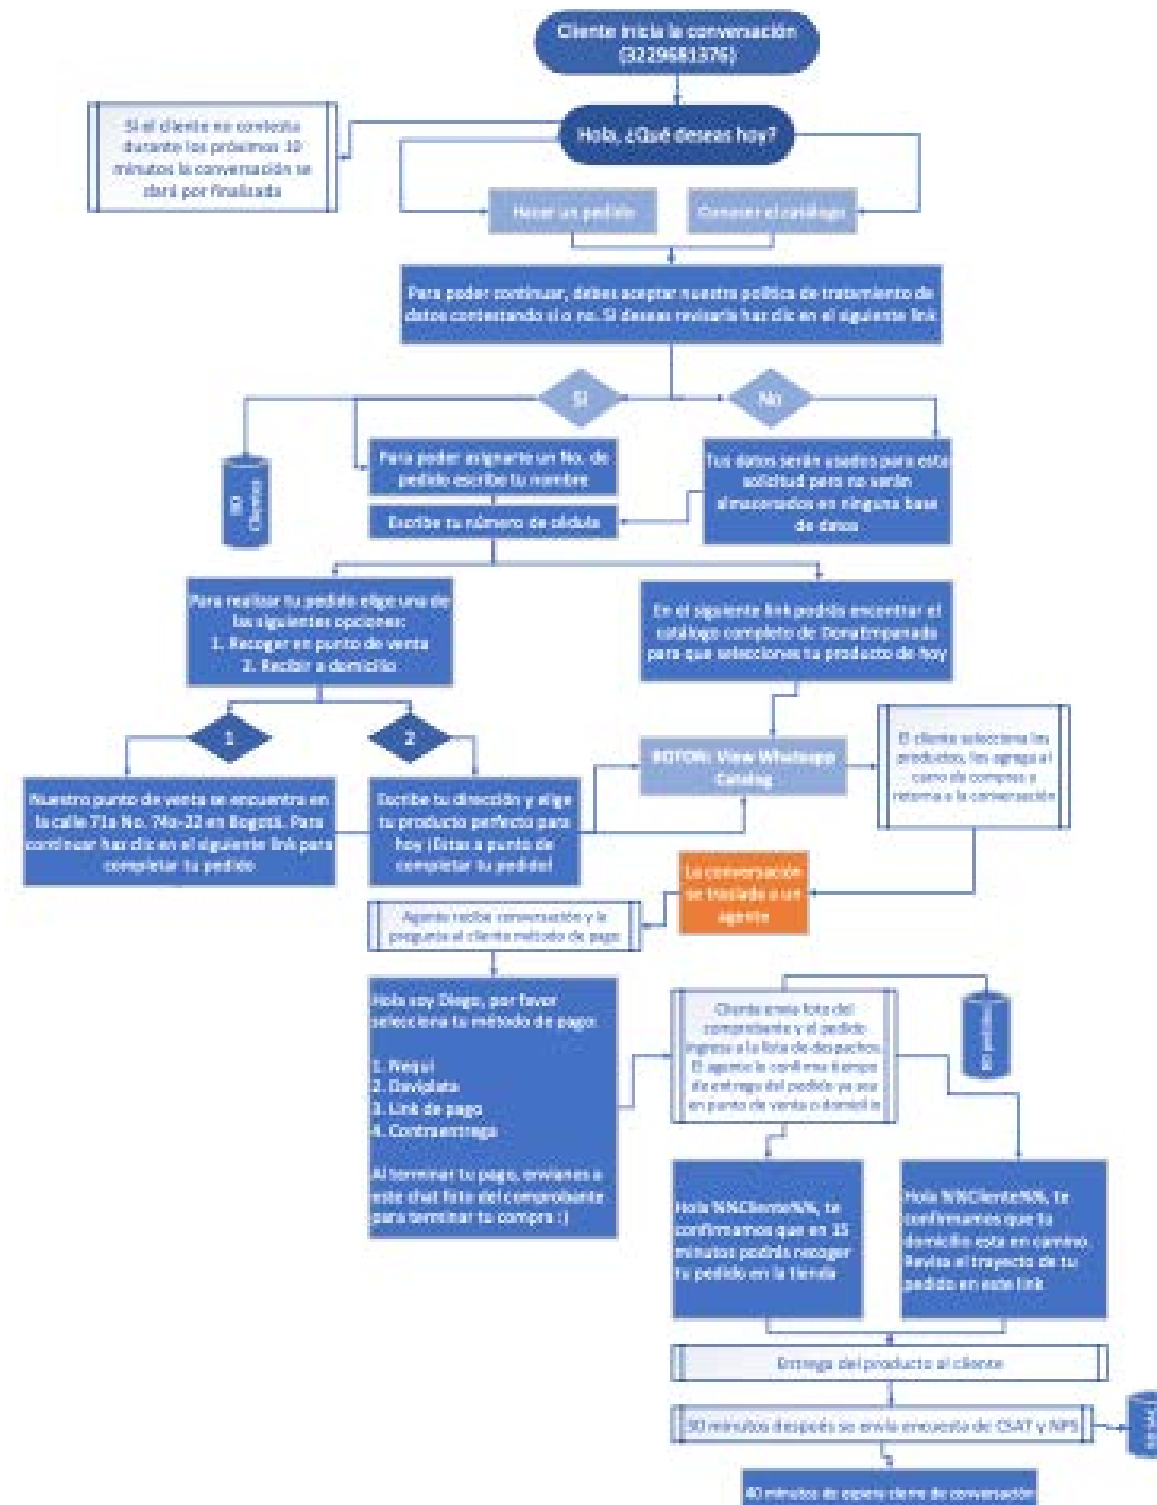 Cliente inicia la conversación
(3229681376)
Hola, ¿Qué deseas hoy?
Si el cliente no contesta
durante los próximos 10
minutos la conversación se
dará por finalizada
Hacer un pedido
Conocer el catálogo
Para poder continuar, debes aceptar nuestra política de tratamiento de
datos contestando si o no. Si deseas revisarla haz clic en el siguiente link
Si
No
BD
Clientes
Para poder asignarte un No. de
pedido escribe tu nombre
Escribe tu número de cédula
Tus datos serán usados para esta
solicitud pero no serán
almacenados en ninguna base
de datos
Para realizar tu pedido elige una de
las siguientes opciones:
1. Recoger en punto de venta
2. Recibir a domicilio
En el siguiente link podrás encontrar el
catálogo completo de DonaEmpanada
para que selecciones tu producto de hoy
1
2
BOTON: View Whatsapp
Catalog
El cliente selecciona los
productos, los agrega al
carro de compras y
retorna a la conversación
Nuestro punto de venta se encuentra en
la calle 71a No. 74a-22 en Bogotá. Para
continuar haz clic en el siguiente link para
completar tu pedido
Escribe tu dirección y elige
tu producto perfecto para
hoy ¡Estas a punto de
completar tu pedido!
La conversación
se traslada a un
agente
Agente recibe conversación y le
pregunta al cliente método de pago
Hola soy Diego, por favor
selecciona tu método de pago:
1. Nequi
2. Daviplata
3. Link de pago
4. Contraentrega
Al terminar tu pago, envianos a
este chat foto del comprobante
para terminar tu compra :)
Cliente envía foto del
comprobante y el pedido
ingresa a la lista de despachos.
El agente le confirma tiempo
de entrega del pedido ya sea
en punto de venta o domicilio
BD pedidos
Hola %%Cliente%%, te
confirmamos que en 15
minutos podrás recoger
tu pedido en la tienda
Hola %%Cliente%%, te
confirmamos que tu
domicilio esta en camino.
Revisa el trayecto de tu
pedido en este link
Entrega del producto al cliente
30 minutos después se envía encuesta de CSAT y NPS
40 minutos de espera cierre de conversación